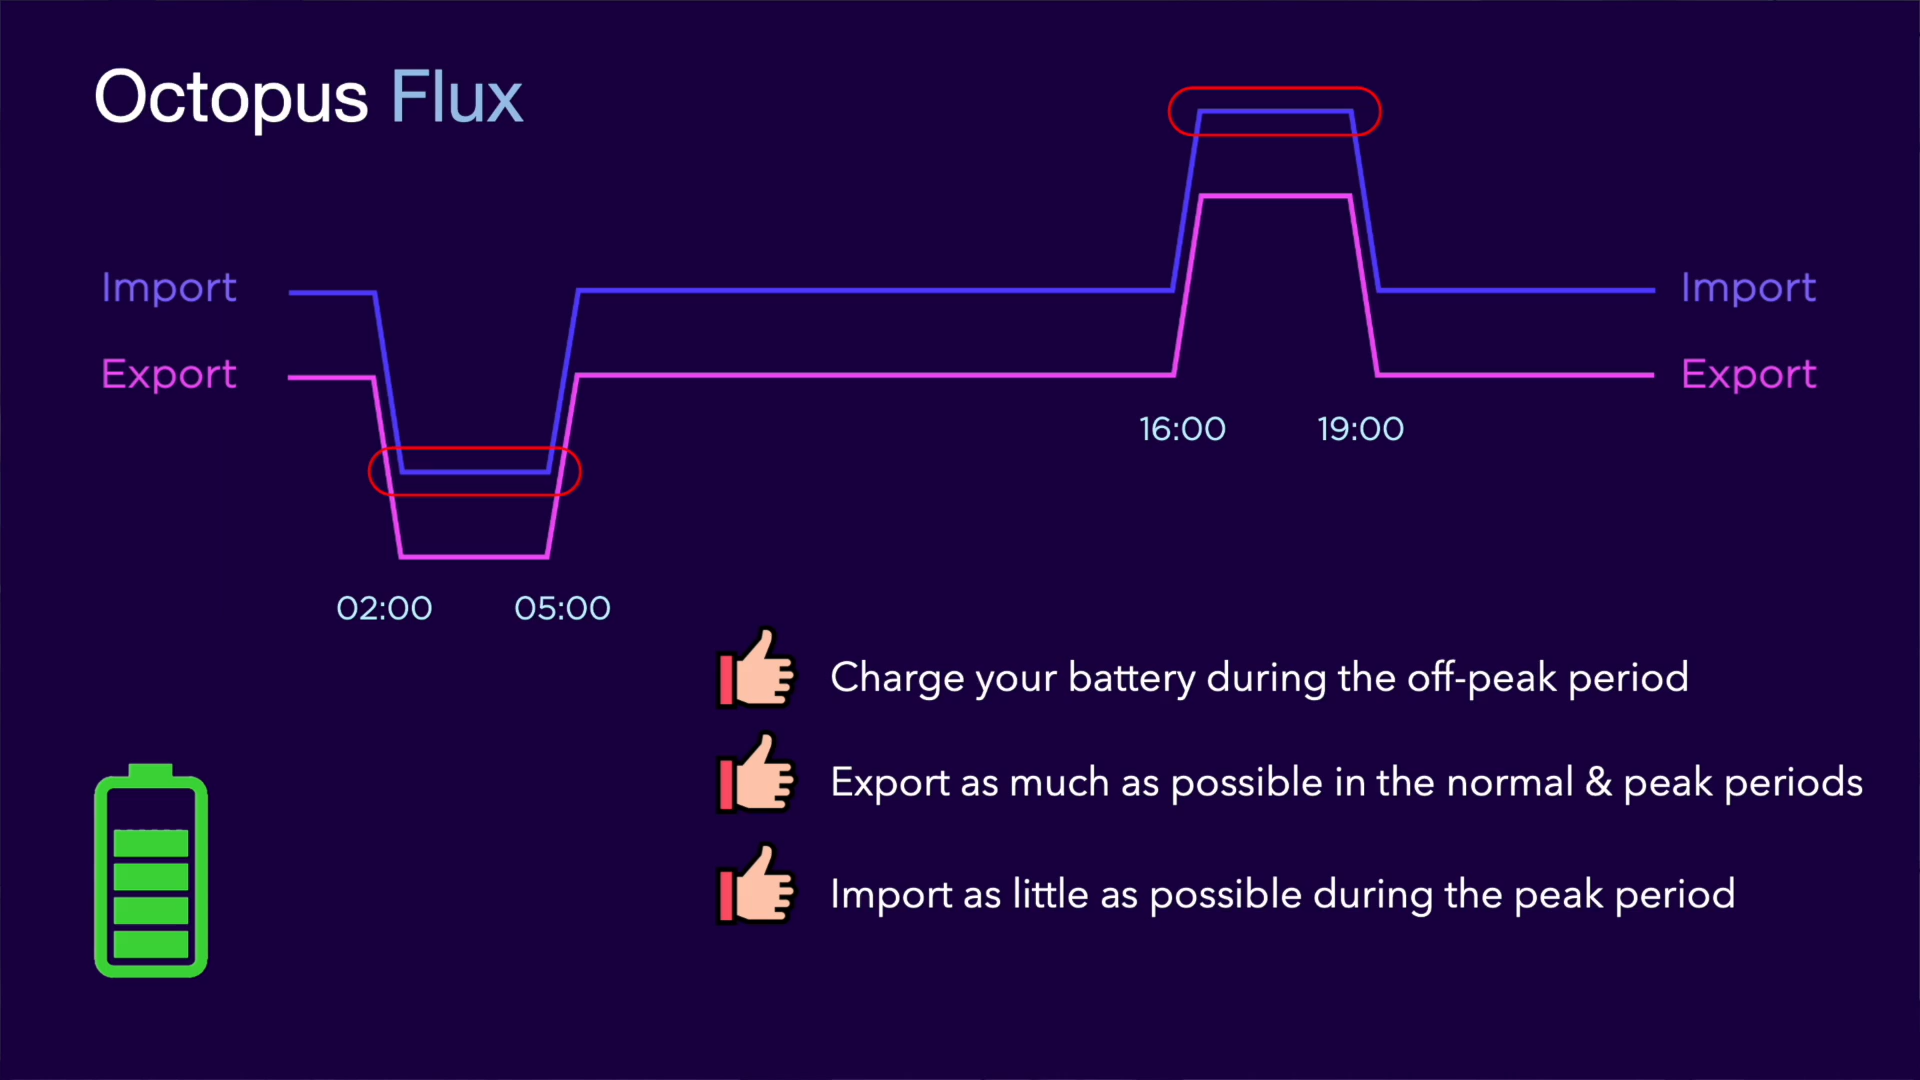 Octopus Flux
Import
Import
Export
Export
16:00
19:00
02:00
05:00
Charge your battery during the off-peak period
Export as much as possible in the normal & peak periods
Import as little as possible during the peak period